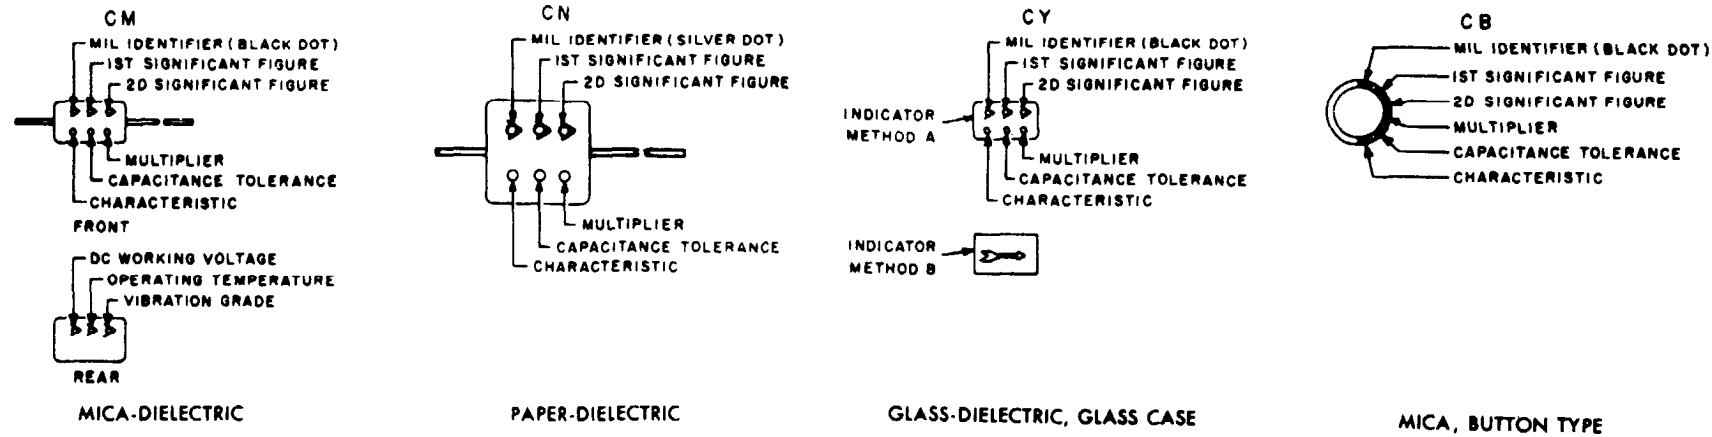 CM
MIL IDENTIFIER (BLACK DOT)
1ST SIGNIFICANT FIGURE
2D SIGNIFICANT FIGURE
MULTIPLIER
CAPACITANCE TOLERANCE
CHARACTERISTIC
FRONT
DC WORKING VOLTAGE
OPERATING TEMPERATURE
VIBRATION GRADE
REAR
MICA-DIELECTRIC
CN
MIL IDENTIFIER (SILVER DOT)
1ST SIGNIFICANT FIGURE
2D SIGNIFICANT FIGURE
MULTIPLIER
CAPACITANCE TOLERANCE
CHARACTERISTIC
PAPER-DIELECTRIC
CY
MIL IDENTIFIER (BLACK DOT)
1ST SIGNIFICANT FIGURE
2D SIGNIFICANT FIGURE
INDICATOR
METHOD A
MULTIPLIER
CAPACITANCE TOLERANCE
CHARACTERISTIC
INDICATOR
METHOD B
GLASS-DIELECTRIC, GLASS CASE
CB
MIL IDENTIFIER (BLACK DOT)
1ST SIGNIFICANT FIGURE
2D SIGNIFICANT FIGURE
MULTIPLIER
CAPACITANCE TOLERANCE
CHARACTERISTIC
MICA, BUTTON TYPE